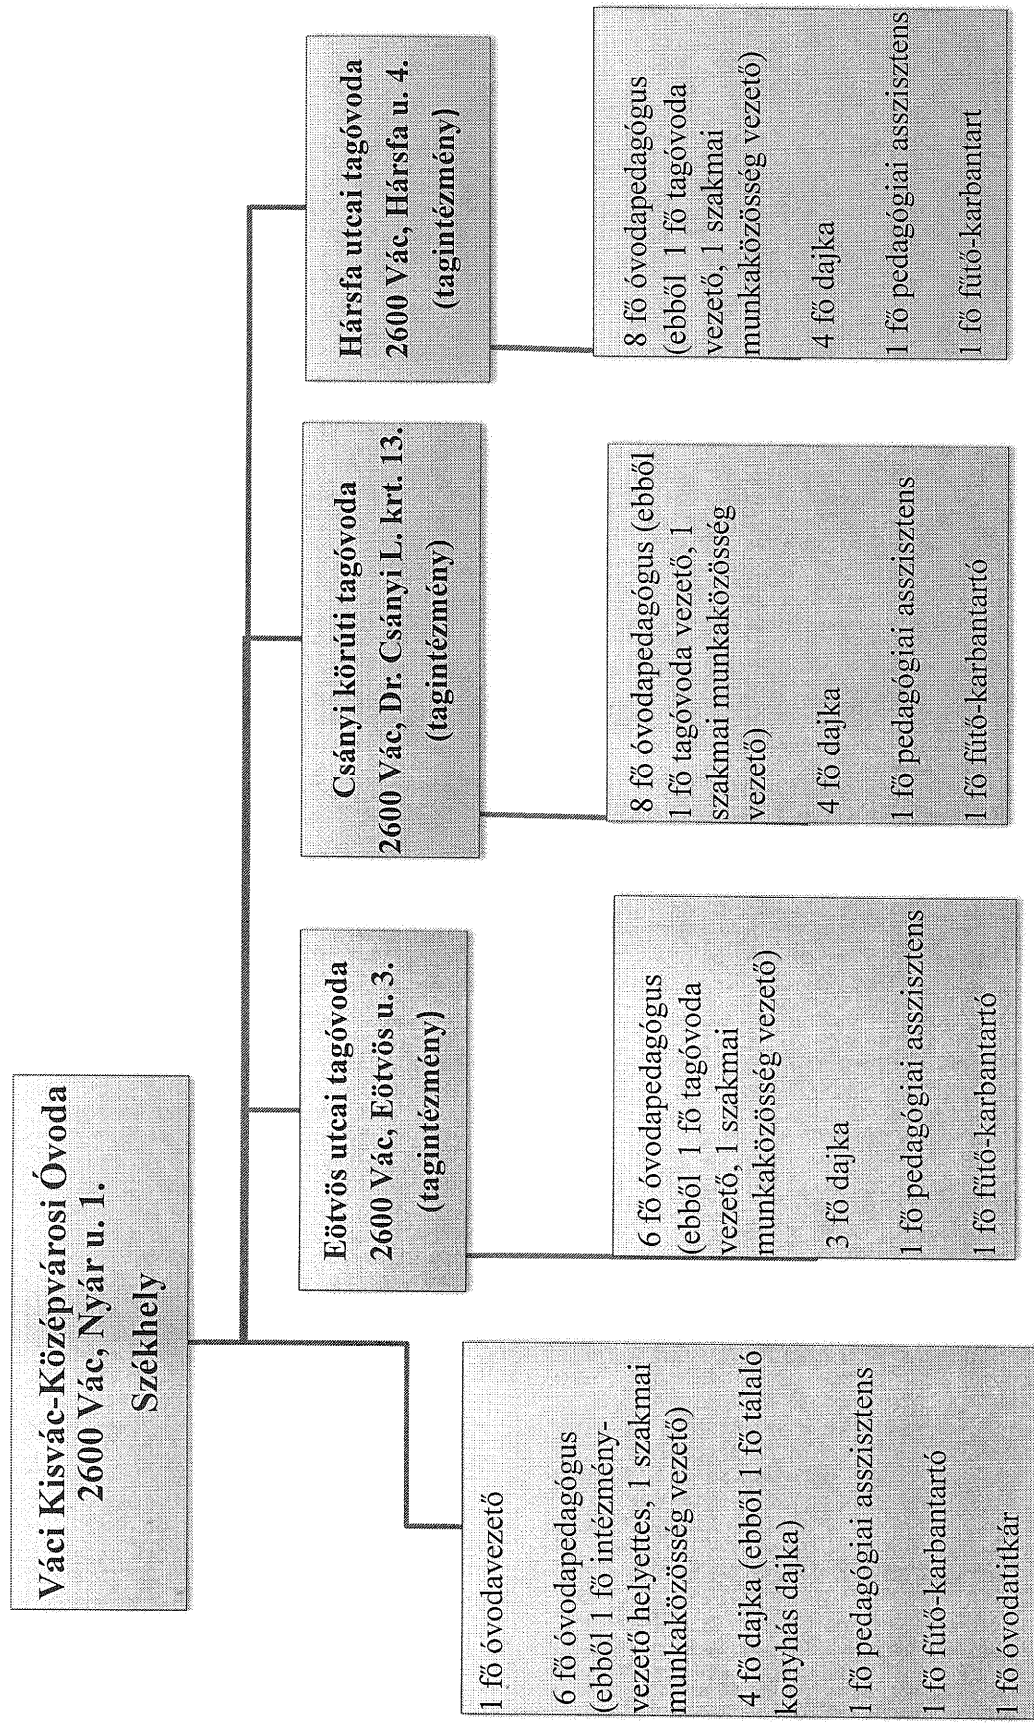 Váci Kisvác-Középvárosi Óvoda
2600 Vác, Nyár u. 1.
Székhely
1 fő óvodavezető
6 fő óvodapedagógus
(ebből 1 fő intézmény-
vezető helyettes, 1 szakmai
munkaközösség vezető)
4 fő dajka (ebből 1 fő tálaló
konyhás dajka)
1 fő pedagógiai asszisztens
1 fő fűtő-karbantartó
1 fő óvodatitkár
Eötvös utcai tagóvoda
2600 Vác, Eötvös u. 3.
(tagintézmény)
6 fő óvodapedagógus
(ebből 1 fő tagóvoda
vezető, 1 szakmai
munkaközösség vezető)
3 fő dajka
1 fő pedagógiai asszisztens
1 fő fűtő-karbantartó
Csányi körúti tagóvoda
2600 Vác, Dr. Csányi L. krt. 13.
(tagintézmény)
8 fő óvodapedagógus (ebből
1 fő tagóvoda vezető, 1
szakmai munkaközösség
vezető)
4 fő dajka
1 fő pedagógiai asszisztens
1 fő fűtő-karbantartó
Hársfa utcai tagóvoda
2600 Vác, Hársfa u. 4.
(tagintézmény)
8 fő óvodapedagógus
(ebből 1 fő tagóvoda
vezető, 1 szakmai
munkaközösség vezető)
4 fő dajka
1 fő pedagógiai asszisztens
1 fő fűtő-karbantart